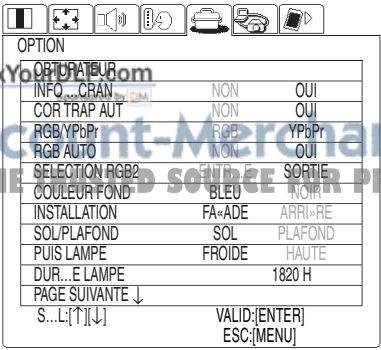 OPTION
OBTURATEUR
INFO ...CRAN NON OUI
COR TRAP AUT NON OUI
RGB/YPbPr RGB YPbPr
RGB AUTO NON OUI
SELECTION RGB2 ENTR...E SORTIE
COULEUR FOND BLEU NOIR
INSTALLATION FA«ADE ARRI»RE
SOL/PLAFOND SOL PLAFOND
PUIS LAMPE FROIDE HAUTE
DUR...E LAMPE 1820 H
PAGE SUIVANTE ↓
S...L:[↑][↓] VALID:[ENTER]
ESC:[MENU]